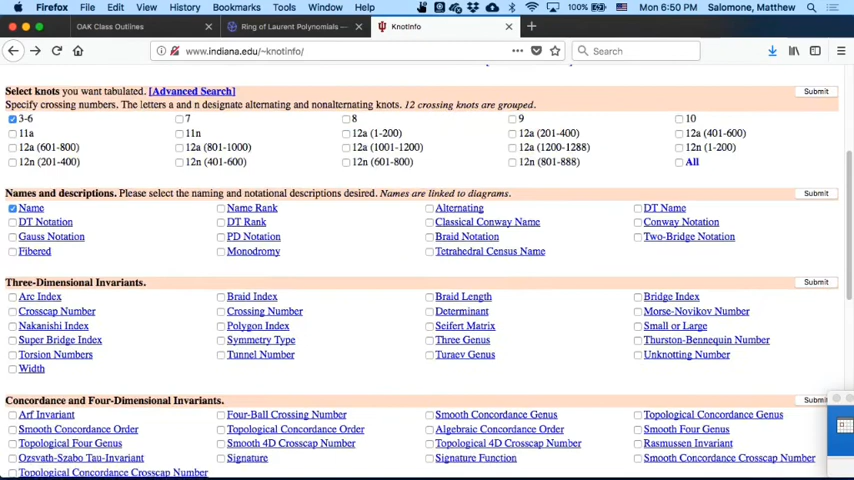 Firefox File Edit View History Bookmarks Tools Window Help 100% Mon 6:50 PM Salomone, Matthew
OAK Class Outlines Ring of Laurent Polynomials — KnotInfo
www.indiana.edu/~knotinfo/ Search
Select knots you want tabulated. [Advanced Search] Submit
Specify crossing numbers. The letters a and n designate alternating and nonalternating knots. 12 crossing knots are grouped.
3-6 7 8 9 10
11a 11n 12a (1-200) 12a (201-400) 12a (401-600)
12a (601-800) 12a (801-1000) 12a (1001-1200) 12a (1200-1288) 12n (1-200)
12n (201-400) 12n (401-600) 12n (601-800) 12n (801-888) All
Names and descriptions. Please select the naming and notational descriptions desired. Names are linked to diagrams. Submit
Name Name Rank Alternating DT Name
DT Notation DT Rank Classical Conway Name Conway Notation
Gauss Notation PD Notation Braid Notation Two-Bridge Notation
Fibered Monodromy Tetrahedral Census Name
Three-Dimensional Invariants. Submit
Arc Index Braid Index Braid Length Bridge Index
Crosscap Number Crossing Number Determinant Morse-Novikov Number
Nakanishi Index Polygon Index Seifert Matrix Small or Large
Super Bridge Index Symmetry Type Three Genus Thurston-Bennequin Number
Torsion Numbers Tunnel Number Turaev Genus Unknotting Number
Width
Concordance and Four-Dimensional Invariants. Submi
Arf Invariant Four-Ball Crossing Number Smooth Concordance Genus Topological Concordance Genus
Smooth Concordance Order Topological Concordance Order Algebraic Concordance Order Smooth Four Genus
Topological Four Genus Smooth 4D Crosscap Number Topological 4D Crosscap Number Rasmussen Invariant
Ozsvath-Szabo Tau-Invariant Signature Signature Function Smooth Concordance Crosscap Number
Topological Concordance Crosscap Number